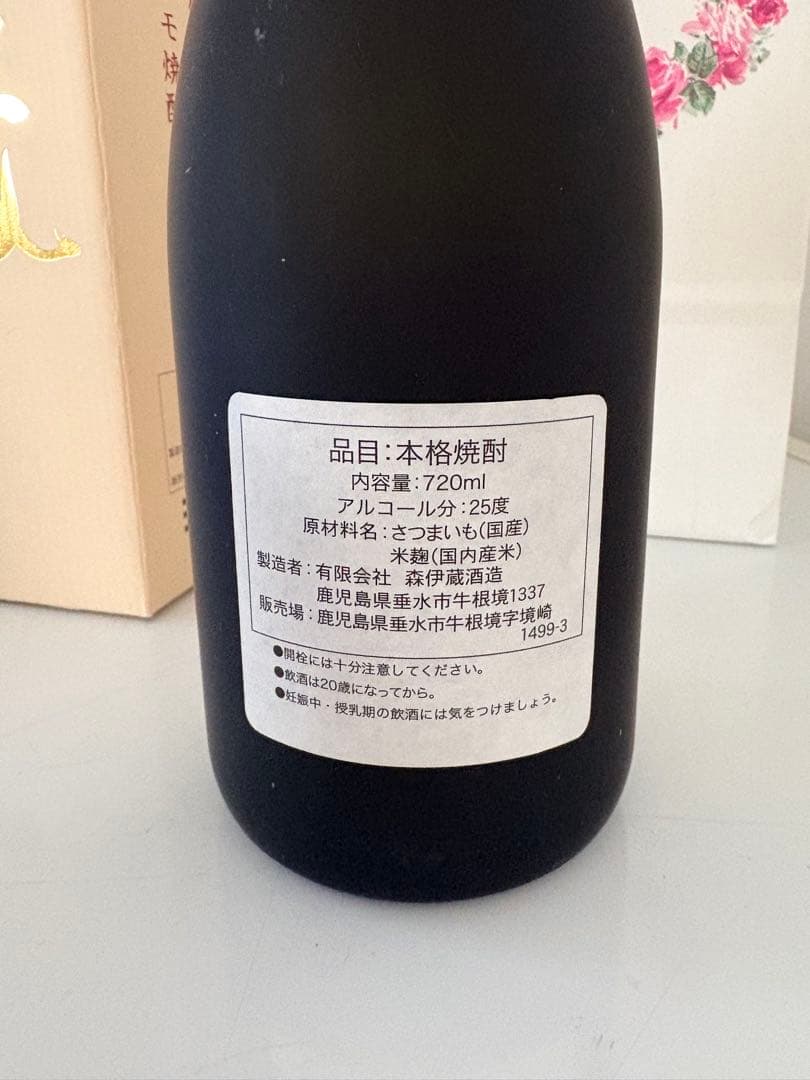 モ焼酎
品目:本格焼酎
内容量:720ml
アルコール分:25度
原材料名:さつまいも(国産)
米麹(国内産米)
製造者:有限会社 森伊蔵酒造
鹿児島県垂水市牛根境1337
販売場:鹿児島県垂水市牛根境字境崎
1499-3
●開栓には十分注意してください。
●飲酒は20歳になってから。
●妊娠中・授乳期の飲酒には気をつけましょう。